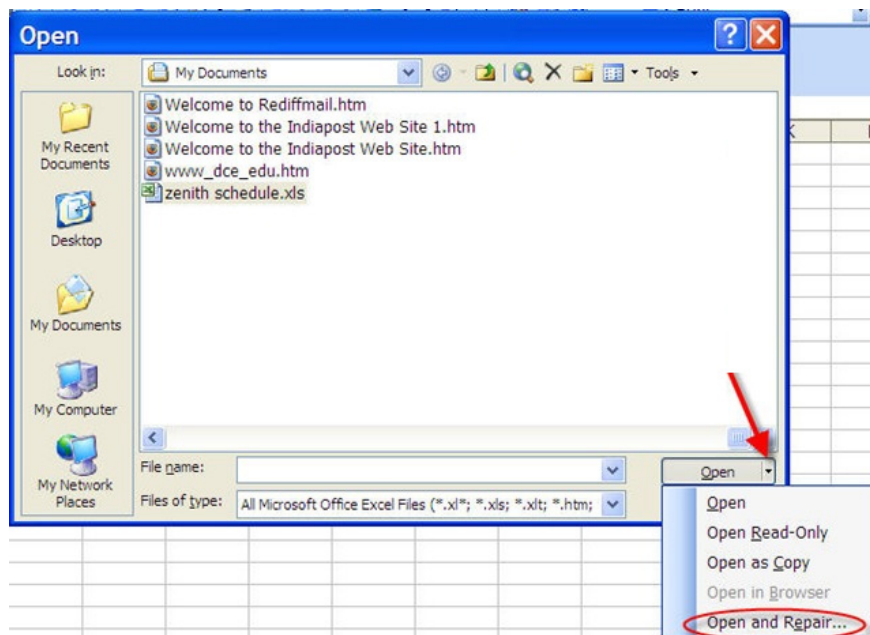 Open
Look in: My Documents Tools
Welcome to Rediffmail.htm
Welcome to the Indiapost Web Site 1.htm
Welcome to the Indiapost Web Site.htm
www_dce_edu.htm
zenith schedule.xls
My Recent
Documents
Desktop
My Documents
My Computer
My Network
Places
File name:
Open
Files of type: All Microsoft Office Excel Files (*.xl*; *.xls; *.xlt; *.htm;
Open
Open Read-Only
Open as Copy
Open in Browser
Open and Repair...